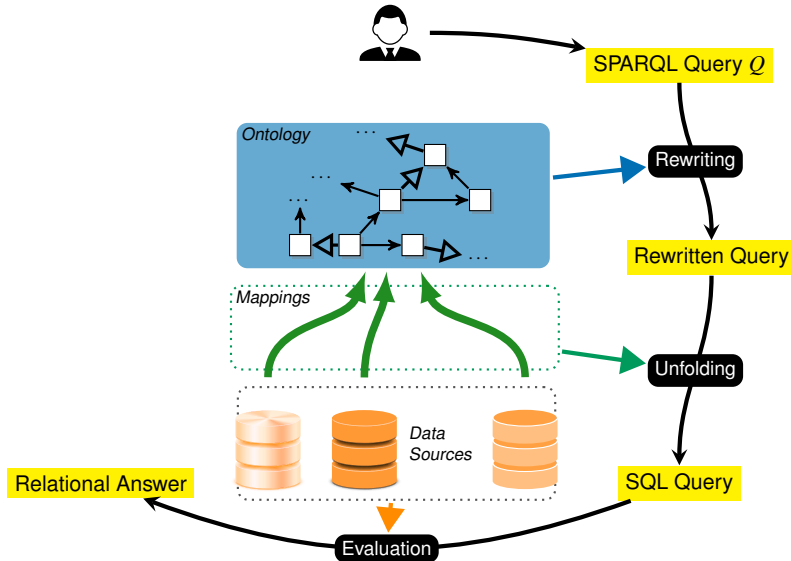 SPARQL Query Q
Ontology
...
...
...
...
Rewriting
Rewritten Query
Mappings
Unfolding
Data
Sources
Relational Answer
SQL Query
Evaluation